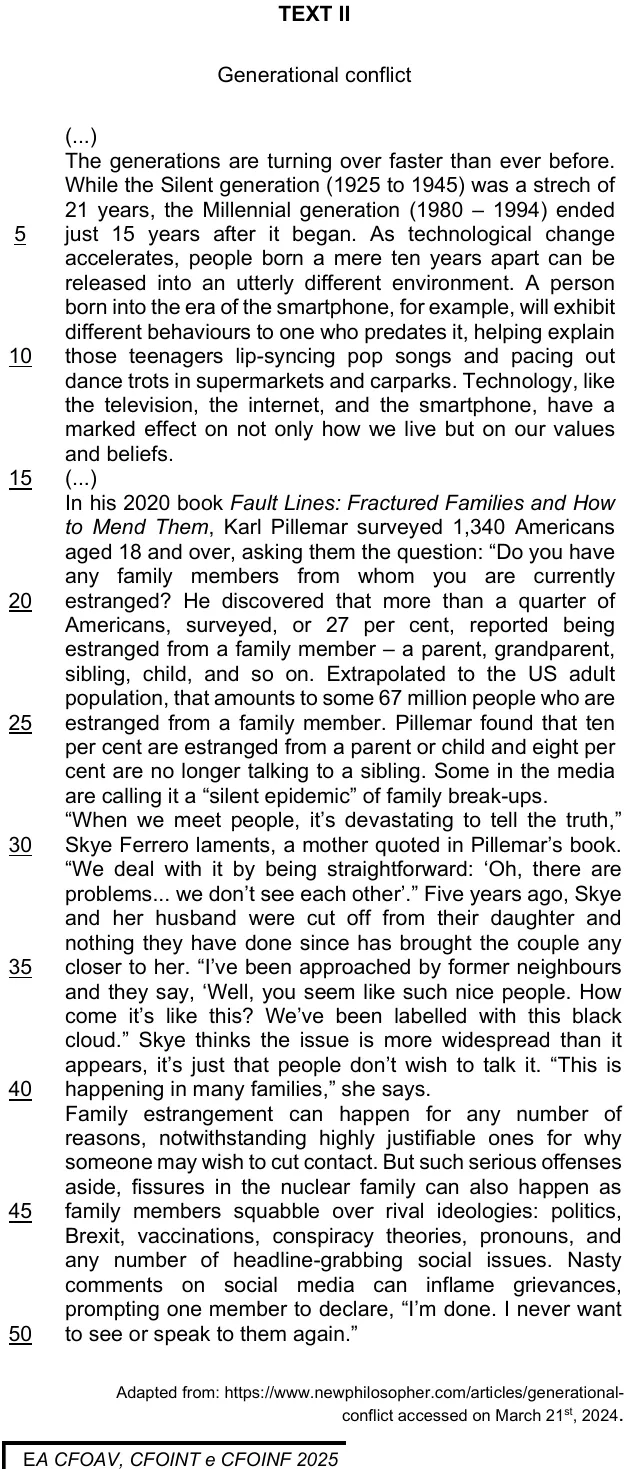 TEXT II
Generational conflict
(...)
The generations are turning over faster than ever before.
While the Silent generation (1925 to 1945) was a strech of
21 years, the Millennial generation (1980 – 1994) ended
5 just 15 years after it began. As technological change
accelerates, people born a mere ten years apart can be
released into an utterly different environment. A person
born into the era of the smartphone, for example, will exhibit
different behaviours to one who predates it, helping explain
10 those teenagers lip-syncing pop songs and pacing out
dance trots in supermarkets and carparks. Technology, like
the television, the internet, and the smartphone, have a
marked effect on not only how we live but on our values
and beliefs.
15 (...)
In his 2020 book Fault Lines: Fractured Families and How
to Mend Them, Karl Pillemar surveyed 1,340 Americans
aged 18 and over, asking them the question: “Do you have
any family members from whom you are currently
20 estranged? He discovered that more than a quarter of
Americans, surveyed, or 27 per cent, reported being
estranged from a family member – a parent, grandparent,
sibling, child, and so on. Extrapolated to the US adult
population, that amounts to some 67 million people who are
25 estranged from a family member. Pillemar found that ten
per cent are estranged from a parent or child and eight per
cent are no longer talking to a sibling. Some in the media
are calling it a “silent epidemic” of family break-ups.
“When we meet people, it’s devastating to tell the truth,”
30 Skye Ferrero laments, a mother quoted in Pillemar’s book.
“We deal with it by being straightforward: ‘Oh, there are
problems... we don’t see each other’.” Five years ago, Skye
and her husband were cut off from their daughter and
nothing they have done since has brought the couple any
35 closer to her. “I’ve been approached by former neighbours
and they say, ‘Well, you seem like such nice people. How
come it’s like this? We’ve been labelled with this black
cloud.” Skye thinks the issue is more widespread than it
appears, it’s just that people don’t wish to talk it. “This is
40 happening in many families,” she says.
Family estrangement can happen for any number of
reasons, notwithstanding highly justifiable ones for why
someone may wish to cut contact. But such serious offenses
aside, fissures in the nuclear family can also happen as
45 family members squabble over rival ideologies: politics,
Brexit, vaccinations, conspiracy theories, pronouns, and
any number of headline-grabbing social issues. Nasty
comments on social media can inflame grievances,
prompting one member to declare, “I’m done. I never want
50 to see or speak to them again.”
Adapted from: https://www.newphilosopher.com/articles/generational-
conflict accessed on March 21st, 2024.
EA CFOAV, CFOINT e CFOINF 2025